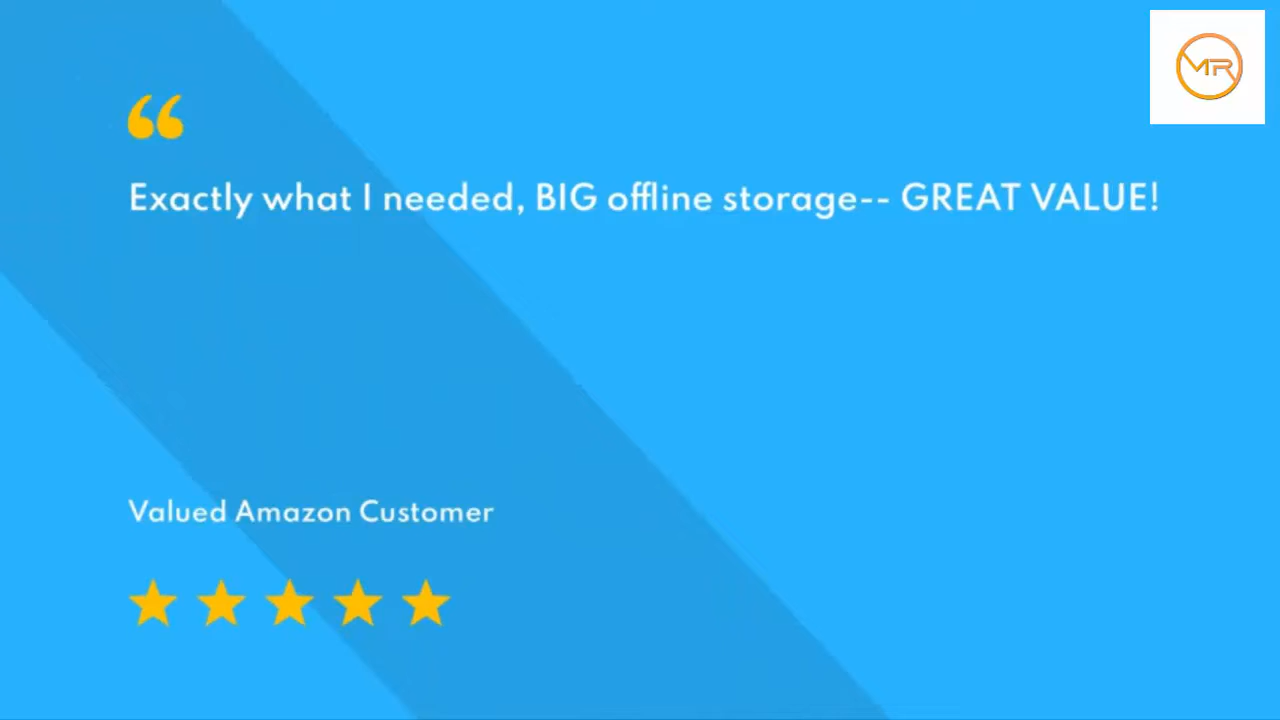 MR
“
Exactly what I needed, BIG offline storage-- GREAT VALUE!
Valued Amazon Customer